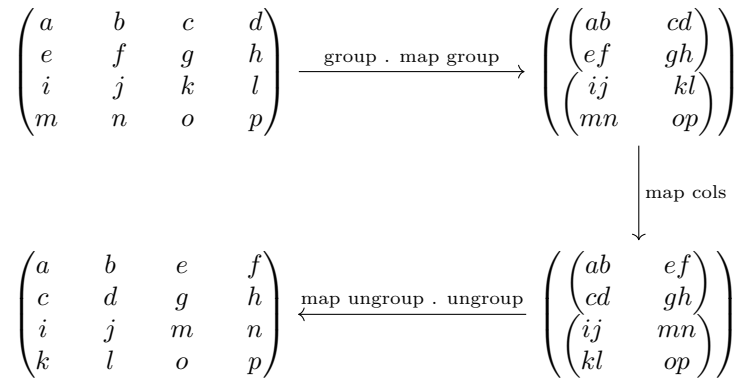 a b c d ab cd
e f g h group . map group ef gh
i j k l ij kl
m n o p mn op
map cols
a b e f ab ef
c d g h map ungroup . ungroup cd gh
i j m n ij mn
k l o p kl op